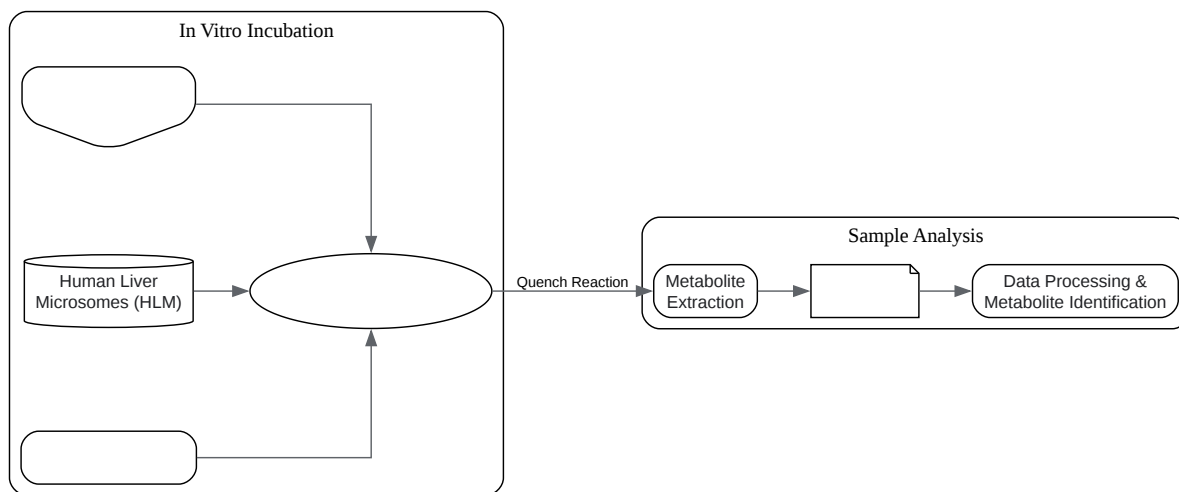 In Vitro Incubation
Human Liver
Microsomes (HLM)
Quench Reaction
Sample Analysis
Metabolite
Extraction
Data Processing &
Metabolite Identification